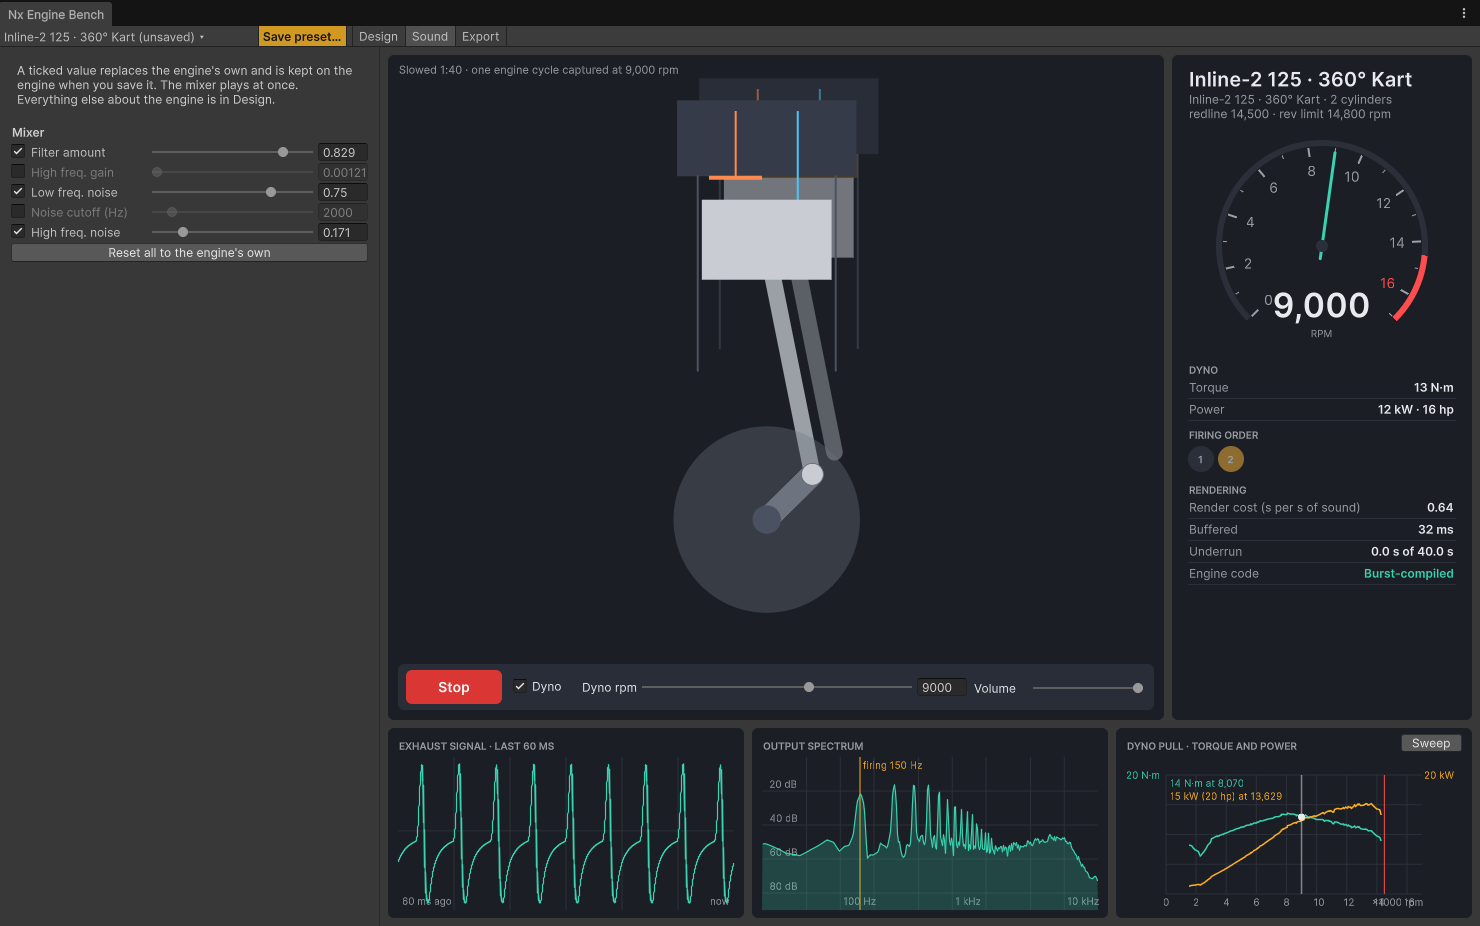 Nx Engine Bench
Inline-2 125 · 360° Kart (unsaved)
Save preset...
Design
Sound
Export
A ticked value replaces the engine's own and is kept on the
engine when you save it. The mixer plays at once.
Everything else about the engine is in Design.
Mixer
Filter amount 0.829
High freq. gain 0.00121
Low freq. noise 0.75
Noise cutoff (Hz) 2000
High freq. noise 0.171
Reset all to the engine's own
Slowed 1:40 · one engine cycle captured at 9,000 rpm
Stop
Dyno
Dyno rpm 9000
Volume
Inline-2 125 · 360° Kart
Inline-2 125 · 360° Kart · 2 cylinders
redline 14,500 · rev limit 14,800 rpm
0 2 4 6 8 10 12 14 16
9,000
RPM
DYNO
Torque 13 N·m
Power 12 kW · 16 hp
FIRING ORDER
1 2
RENDERING
Render cost (s per s of sound) 0.64
Buffered 32 ms
Underrun 0.0 s of 40.0 s
Engine code Burst-compiled
EXHAUST SIGNAL · LAST 60 MS
60 ms ago
now
OUTPUT SPECTRUM
firing 150 Hz
20 dB
40 dB
60 dB
80 dB
100 Hz
1 kHz
10 kHz
DYNO PULL · TORQUE AND POWER
Sweep
20 N·m
20 kW
14 N·m at 8,070
15 kW (20 hp) at 13,629
0 2 4 6 8 10 12
rpm